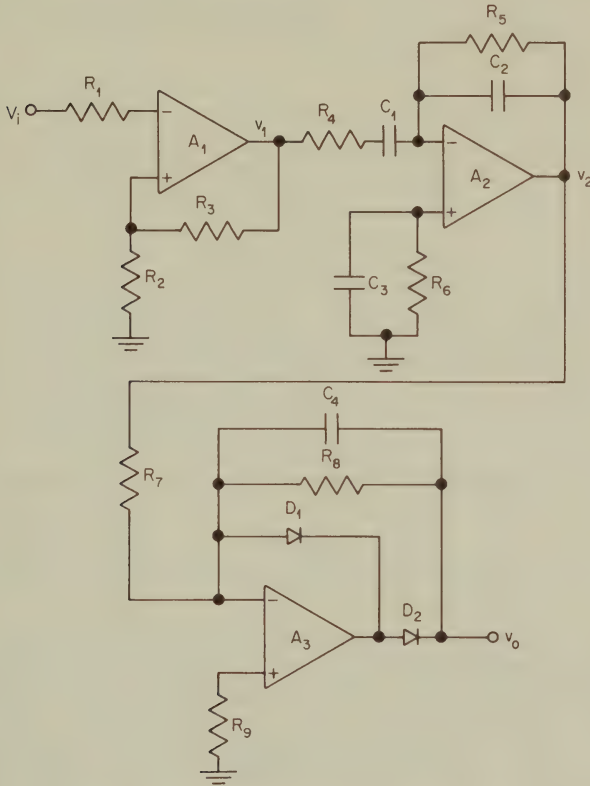 R5
C2
R1
Vi
−
A1
+
v1
R4
C1
−
A2
+
v2
R3
R2
C3
R6
C4
R7
R8
D1
−
A3
+
D2
vo
R9